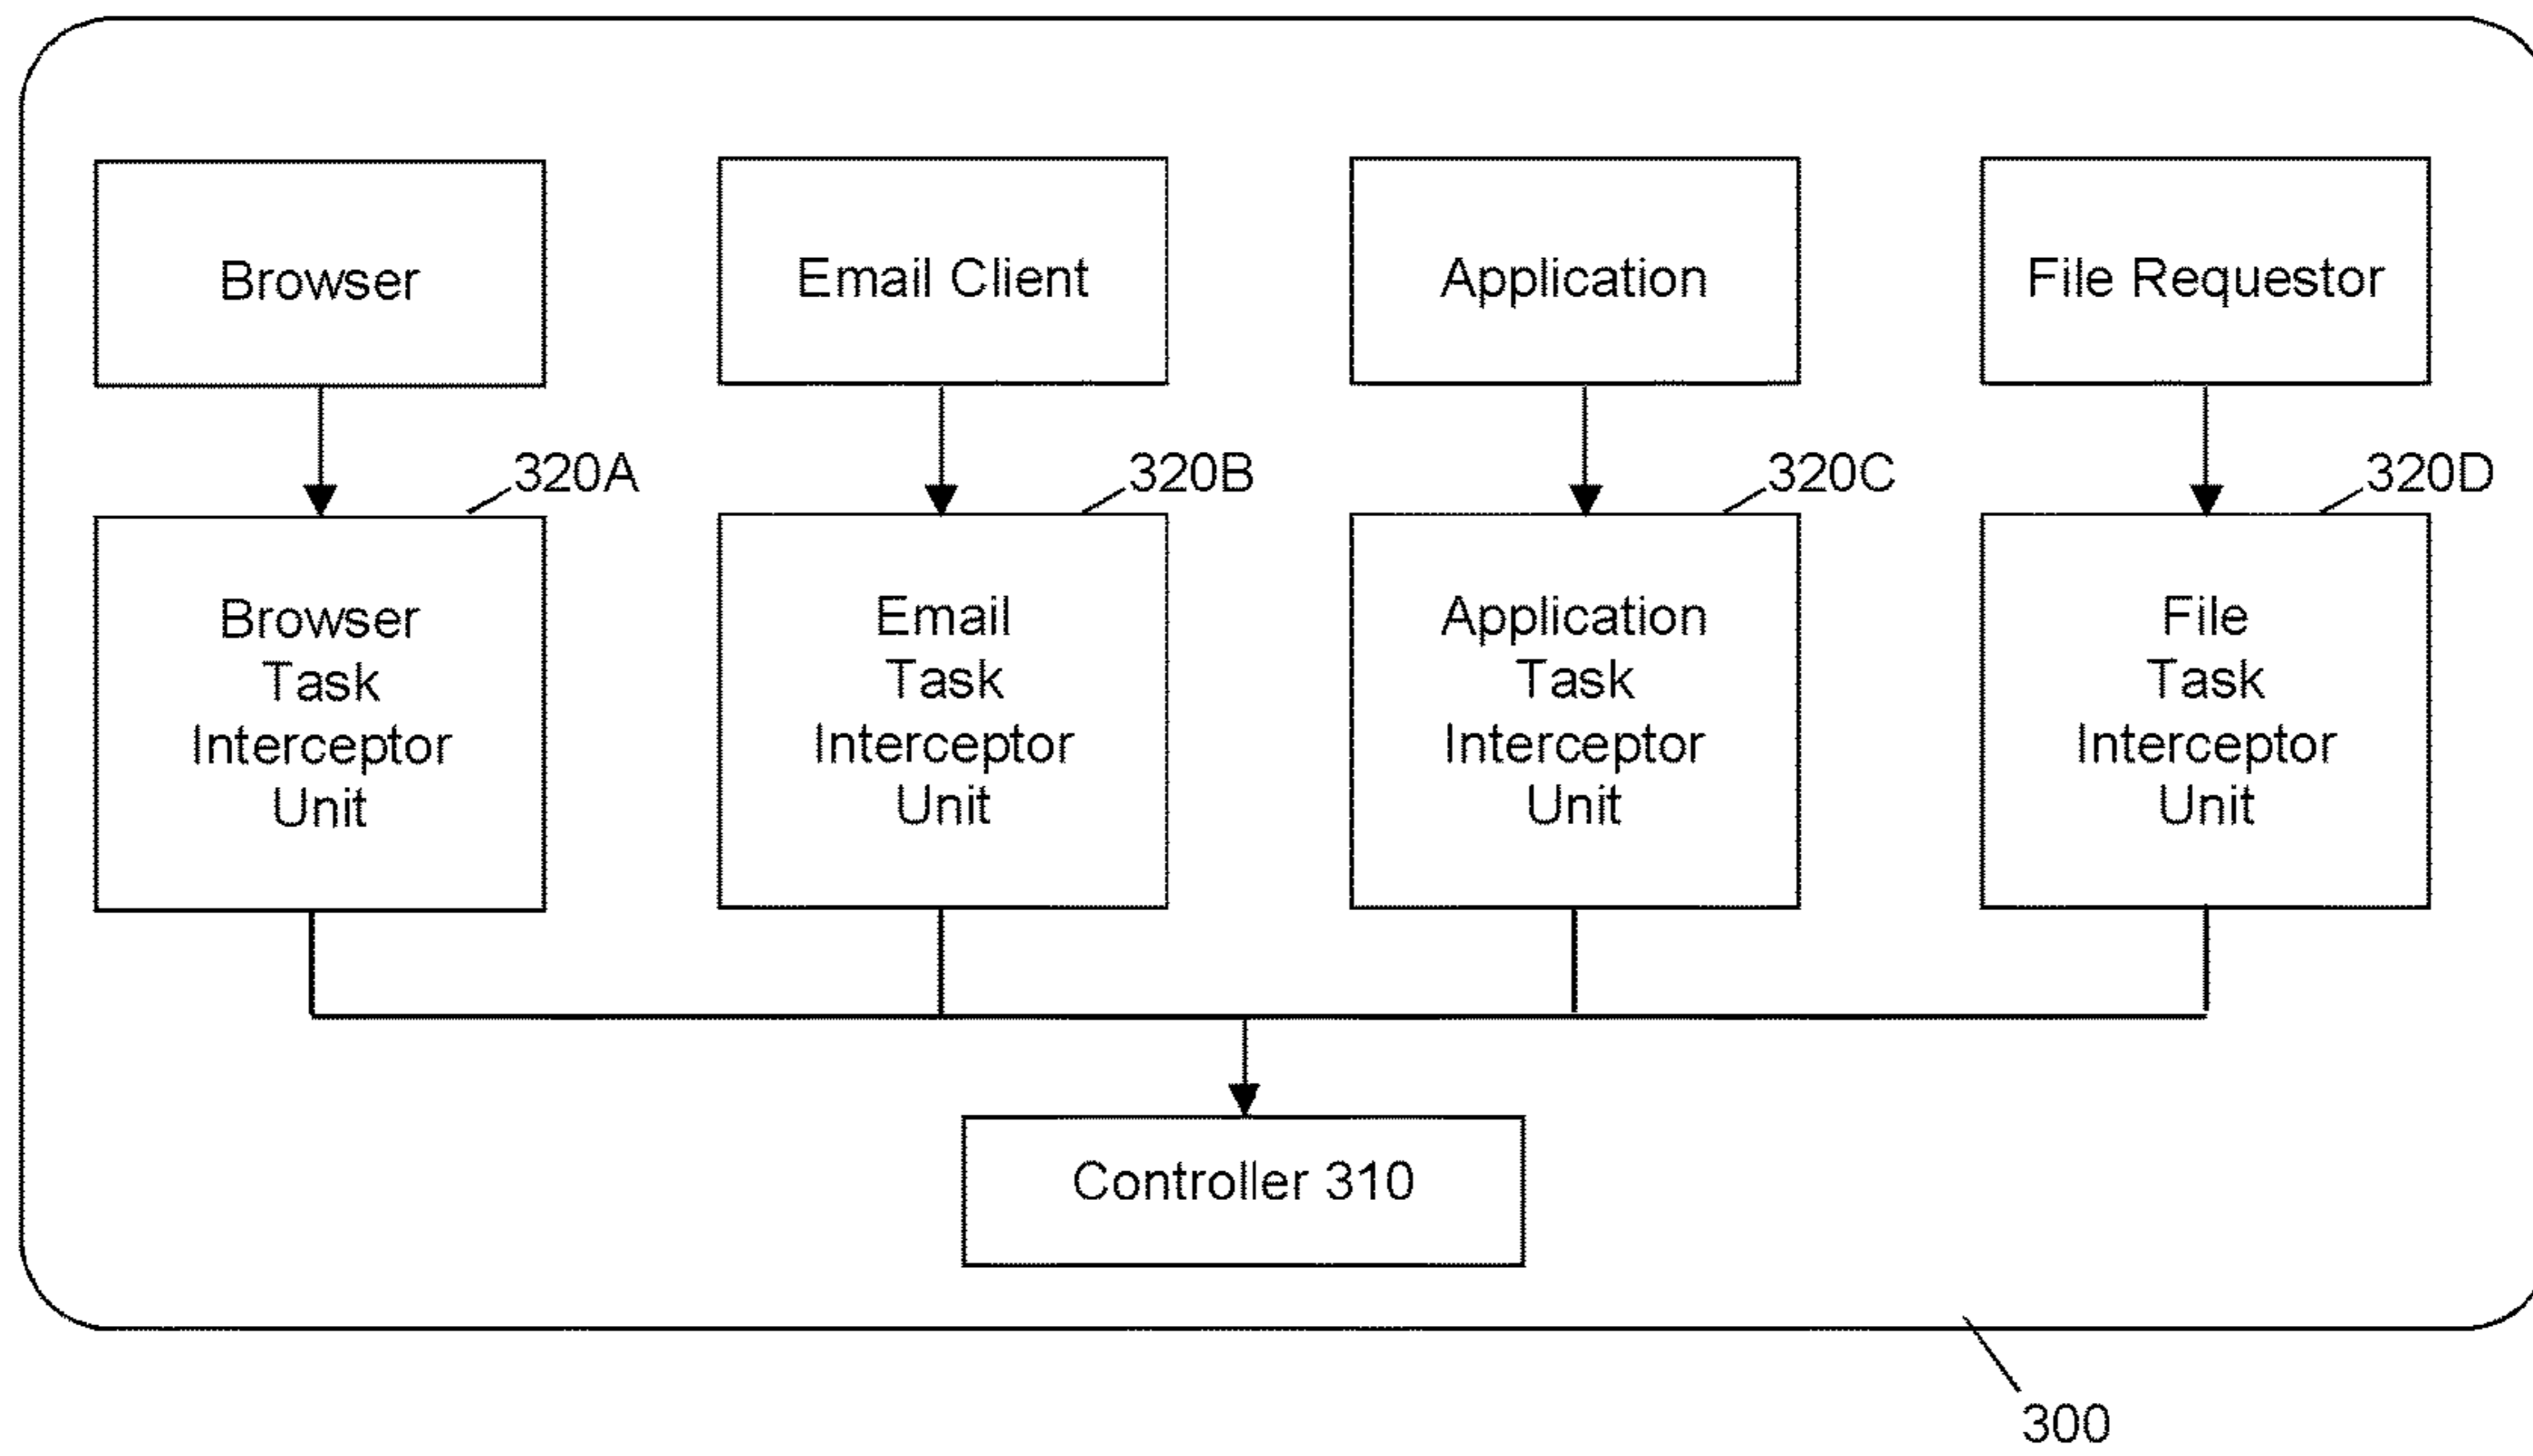 Browser
Email Client
Application
File Requestor
320A
320B
320C
320D
Browser
Task
Interceptor
Unit
Email
Task
Interceptor
Unit
Application
Task
Interceptor
Unit
File
Task
Interceptor
Unit
Controller 310
300